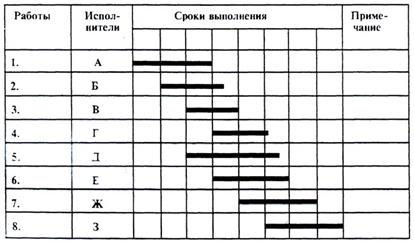 Работы Испол- Сроки выполнения Приме-
нители чание
1. А
2. Б
3. В
4. Г
5. Д
6. Е
7. Ж
8. З